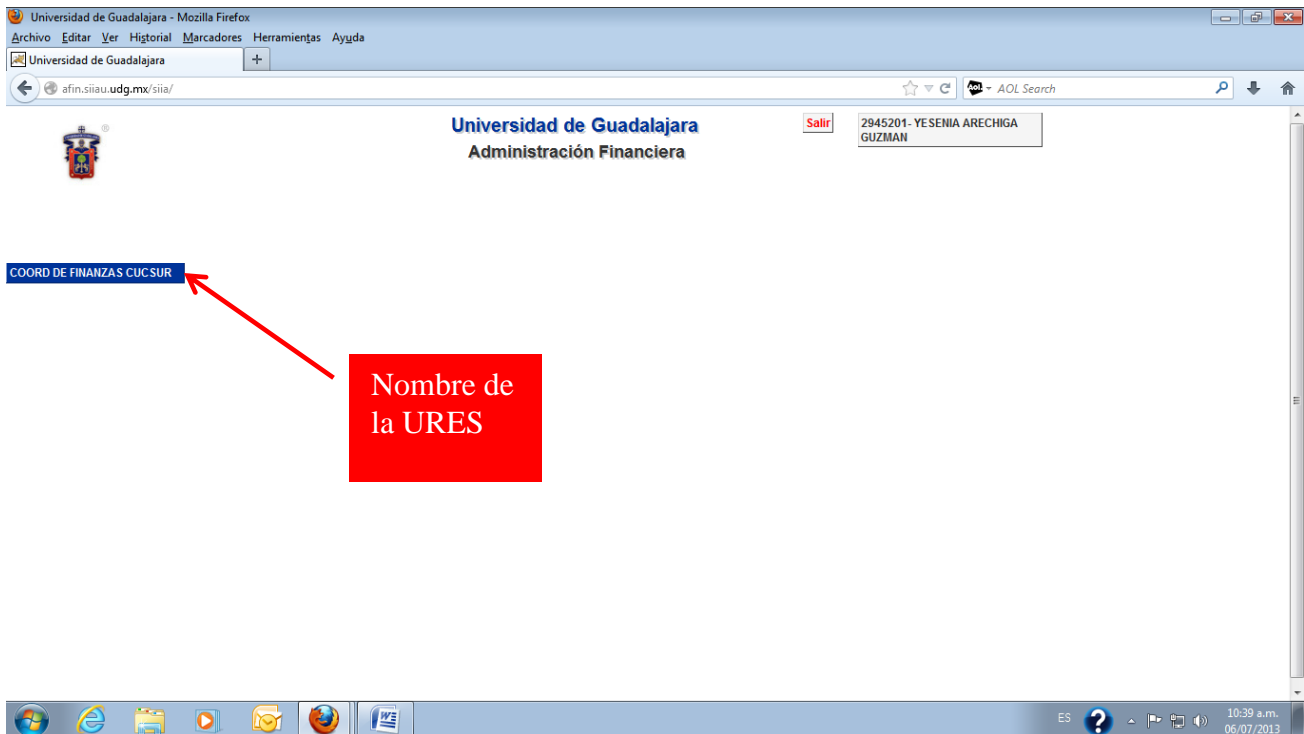 Universidad de Guadalajara - Mozilla Firefox
Archivo Editar Ver Historial Marcadores Herramientas Ayuda
Universidad de Guadalajara +
afin.siiau.udg.mx/siia/
AOL Search
Universidad de Guadalajara
Salir
2945201- YESENIA ARECHIGA
GUZMAN
Administración Financiera
COORD DE FINANZAS CUCSUR
Nombre de
la URES
ES
10:39 a.m.
06/07/2013